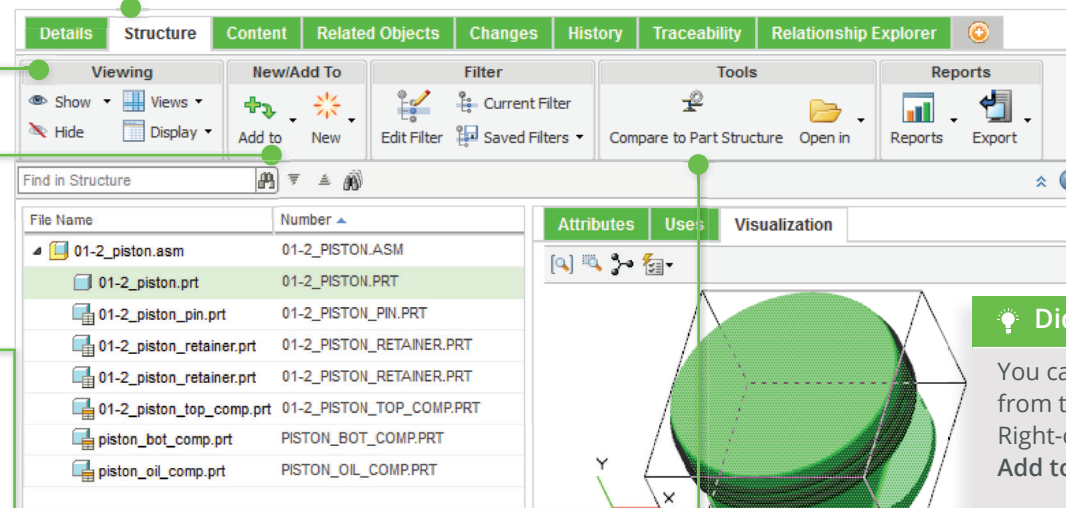 Details Structure Content Related Objects Changes History Traceability Relationship Explorer
Viewing New/Add To Filter Tools Reports
Show Views Current Filter
Hide Display Add to New Edit Filter Saved Filters Compare to Part Structure Open in Reports Export
Find in Structure
File Name Number
Attributes Uses Visualization
01-2_piston.asm 01-2_PISTON.ASM
01-2_piston.prt 01-2_PISTON.PRT
01-2_piston_pin.prt 01-2_PISTON_PIN.PRT
01-2_piston_retainer.prt 01-2_PISTON_RETAINER.PRT
01-2_piston_retainer.prt 01-2_PISTON_RETAINER.PRT
01-2_piston_top_comp.prt 01-2_PISTON_TOP_COMP.PRT
piston_bot_comp.prt PISTON_BOT_COMP.PRT
piston_oil_comp.prt PISTON_OIL_COMP.PRT
Y
X
You
from
Add